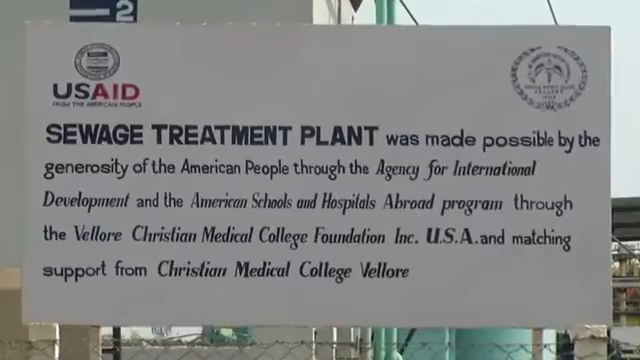 2
USAID
FROM THE AMERICAN PEOPLE
SEWAGE TREATMENT PLANT was made possible by the
generosity of the American People through the Agency for International
Development and the American Schools and Hospitals Abroad program through
the Vellore Christian Medical College Foundation Inc. U.S.A. and matching
support from Christian Medical College Vellore